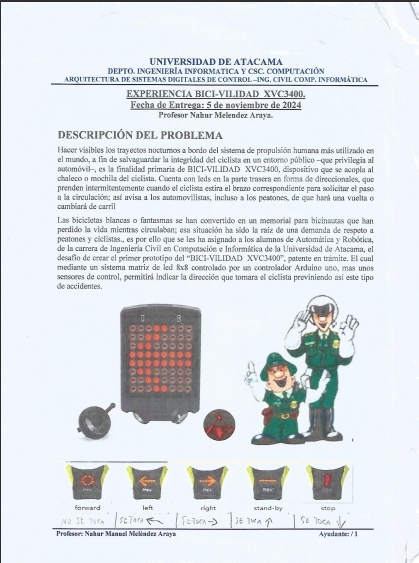 UNIVERSIDAD DE ATACAMA
DEPTO. INGENIERÍA INFORMATICA Y CSC. COMPUTACIÓN
ARQUITECTURA DE SISTEMAS DIGITALES DE CONTROL –ING. CIVIL COMP. INFORMÁTICA
EXPERIENCIA BICI-VILIDAD XVC3400.
Fecha de Entrega: 5 de noviembre de 2024
Profesor Nahur Melendez Araya.
DESCRIPCIÓN DEL PROBLEMA
Hacer visibles los trayectos nocturnos a bordo del sistema de propulsión humana más utilizado en
el mundo, a fin de salvaguardar la integridad del ciclista en un entorno público –que privilegia al
automóvil–, es la finalidad primaria de BICI-VILIDAD XVC3400, dispositivo que se acopla al
chaleco o mochila del ciclista. Cuenta con leds en la parte trasera en forma de direccionales, que
prenden intermitentemente cuando el ciclista estira el brazo correspondiente para solicitar el paso
a la circulación; así avisa a los automovilistas, incluso a los peatones, de que hará una vuelta o
cambiará de carril
Las bicicletas blancas o fantasmas se han convertido en un memorial para bicinautas que han
perdido la vida mientras circulaban; esa situación ha sido la raíz de una demanda de respeto a
peatones y ciclistas., es por ello que se les ha asignado a los alumnos de Automática y Robótica,
de la carrera de Ingeniería Civil en Computación e Informática de la Universidad de Atacama, el
desafío de crear el primer prototipo del "BICI-VILIDAD XVC3400", patente en trámite. El cual
mediante un sistema matriz de led 8x8 controlado por un controlador Arduino uno, mas unos
sensores de control, permitirá indicar la dirección que tomara el ciclista previniendo así este tipo
de accidentes.
forward left right stand-by stop
NO SE TOCA SE TOCA ← SE TOCA → SE TOCA ↑ SE TOCA ↓
Profesor: Nahur Manuel Meléndez Araya Ayudante: / 1